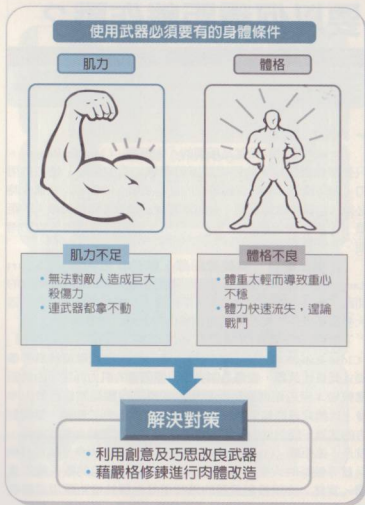 使用武器必須要有的身體條件
肌力
體格
肌力不足
• 無法對敵人造成巨大
殺傷力
• 連武器都拿不動
體格不良
• 體重太輕而導致重心
不穩
• 體力快速流失，遑論
戰鬥
解決對策
• 利用創意及巧思改良武器
• 藉嚴格修鍊進行肉體改造